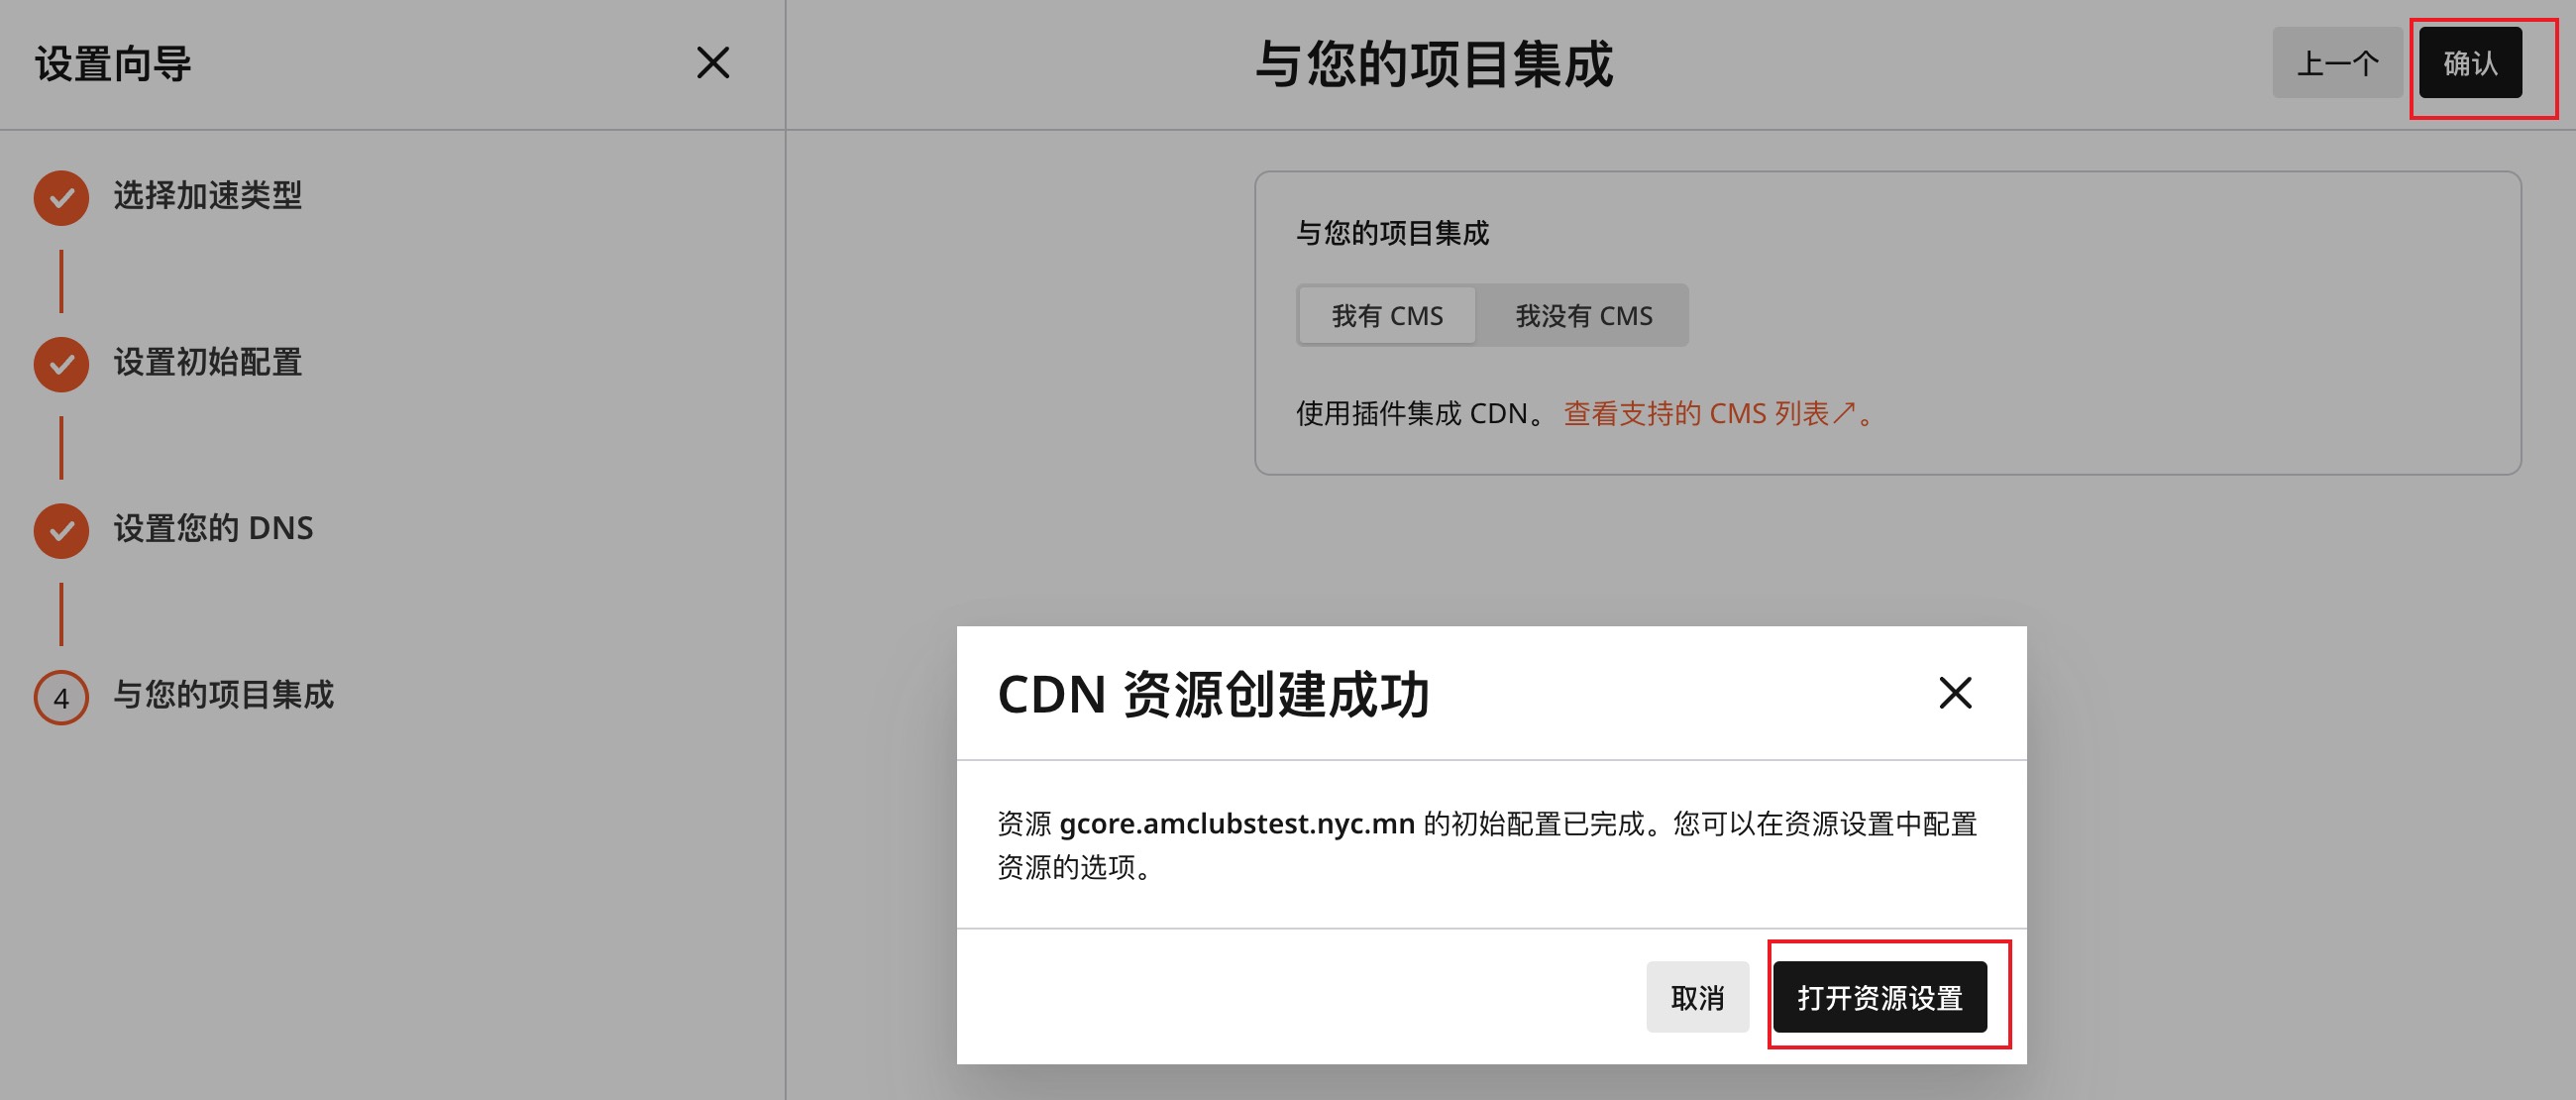 设置向导
与您的项目集成
上一个
确认
选择加速类型
设置初始配置
设置您的 DNS
4
与您的项目集成
与您的项目集成
我有 CMS
我没有 CMS
使用插件集成 CDN。 查看支持的 CMS 列表↗。
CDN 资源创建成功
资源 gcore.amclubstest.nyc.mn 的初始配置已完成。您可以在资源设置中配置
资源的选项。
取消
打开资源设置